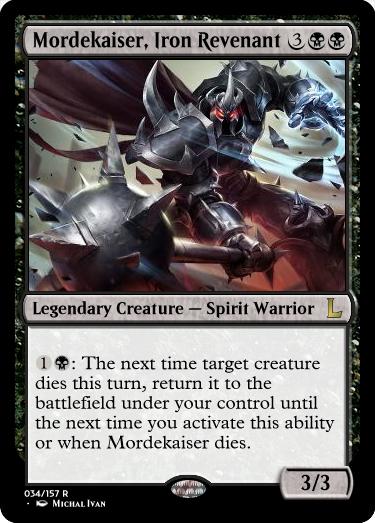 Mordekaiser, Iron Revenant 3
Legendary Creature — Spirit Warrior L
1 : The next time target creature
dies this turn, return it to the
battlefield under your control until
the next time you activate this ability
or when Mordekaiser dies.
3/3
034/157 R
· Michal Ivan